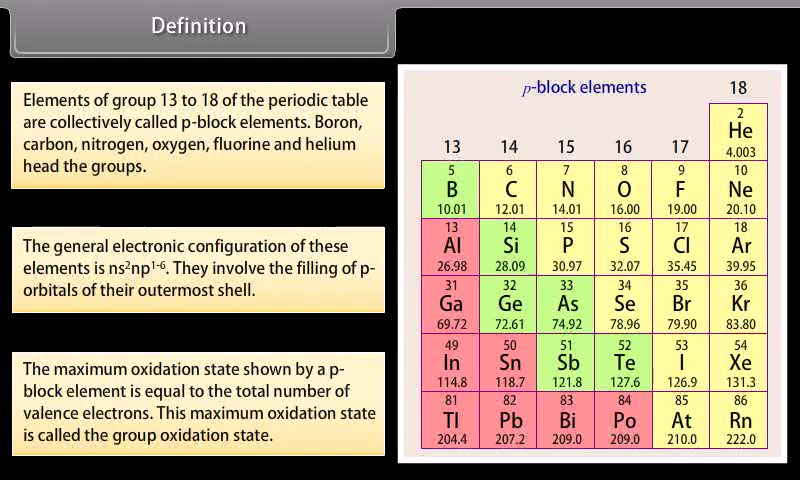 Definition
Elements of group 13 to 18 of the periodic table
are collectively called p-block elements. Boron,
carbon, nitrogen, oxygen, fluorine and helium
head the groups.
The general electronic configuration of these
elements is ns²np¹⁻⁶. They involve the filling of p-
orbitals of their outermost shell.
The maximum oxidation state shown by a p-
block element is equal to the total number of
valence electrons. This maximum oxidation state
is called the group oxidation state.
p-block elements
18
2
He
4.003
13 14 15 16 17
5 6 7 8 9 10
B C N O F Ne
10.01 12.01 14.01 16.00 19.00 20.10
13 14 15 16 17 18
Al Si P S Cl Ar
26.98 28.09 30.97 32.07 35.45 39.95
31 32 33 34 35 36
Ga Ge As Se Br Kr
69.72 72.61 74.92 78.96 79.90 83.80
49 50 51 52 53 54
In Sn Sb Te I Xe
114.8 118.7 121.8 127.6 126.9 131.3
81 82 83 84 85 86
Tl Pb Bi Po At Rn
204.4 207.2 209.0 209.0 210.0 222.0